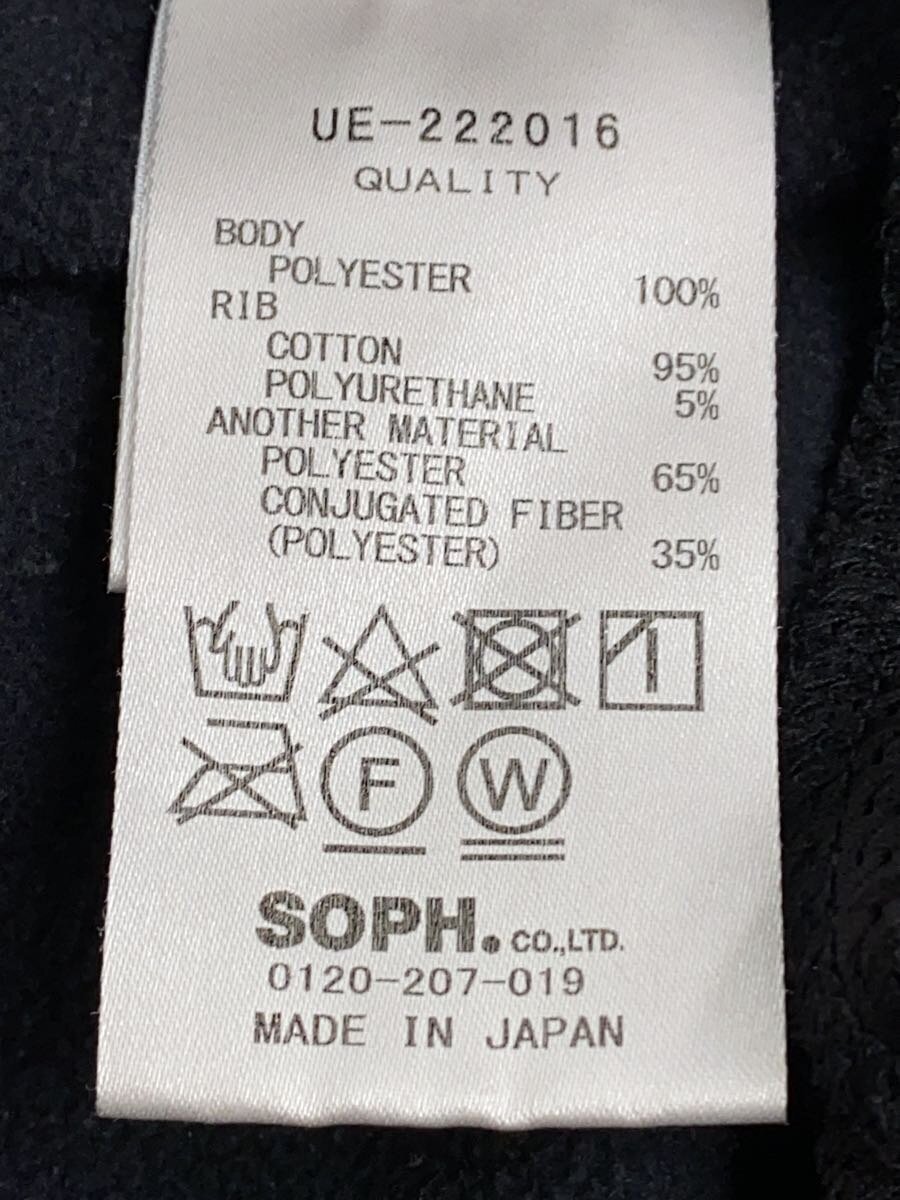 UE-222016
QUALITY
BODY
POLYESTER 100%
RIB
COTTON 95%
POLYURETHANE 5%
ANOTHER MATERIAL
POLYESTER 65%
CONJUGATED FIBER
(POLYESTER) 35%
F W
SOPH. CO.,LTD.
0120-207-019
MADE IN JAPAN